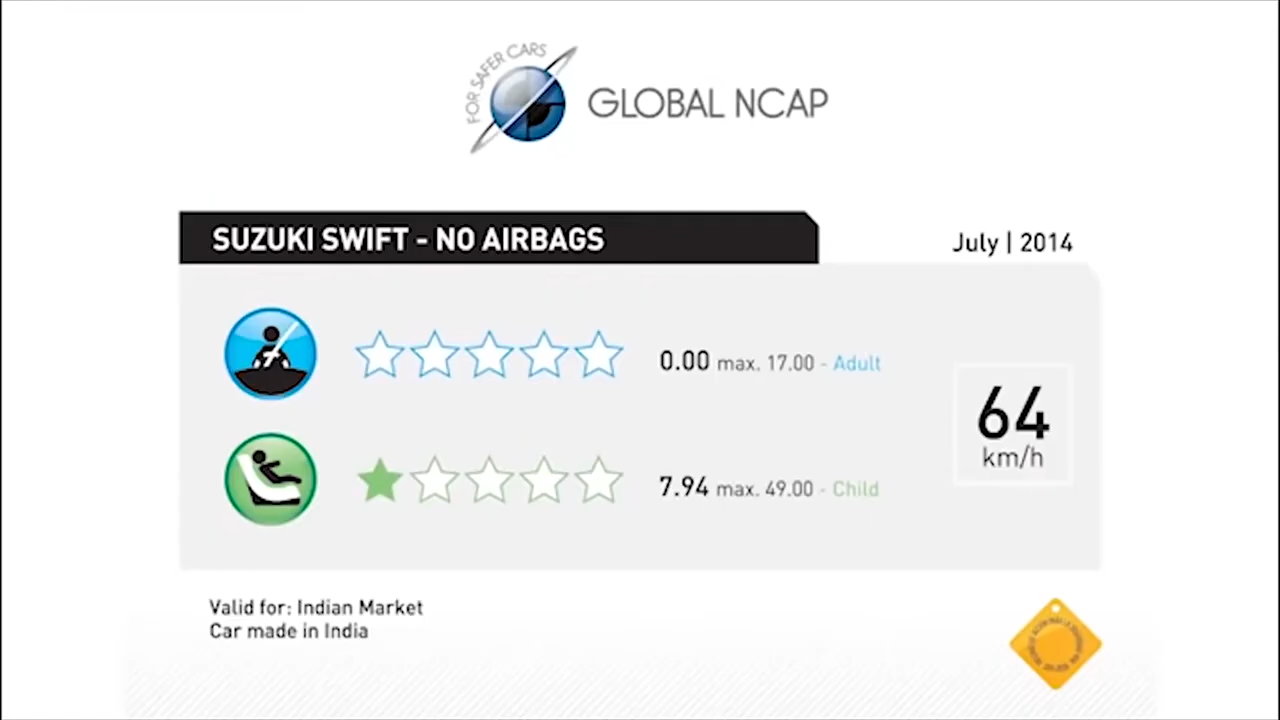 FOR SAFER CARS
GLOBAL NCAP
SUZUKI SWIFT - NO AIRBAGS
July | 2014
0.00 max. 17.00 - Adult
7.94 max. 49.00 - Child
64
km/h
Valid for: Indian Market
Car made in India